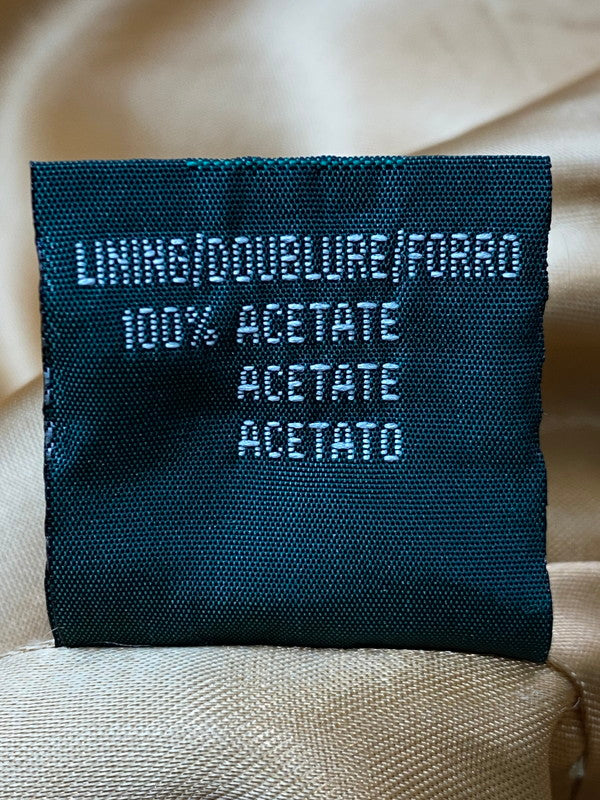 LINING/DOUBLURE/FORRO
100% ACETATE
ACETATE
ACETATO